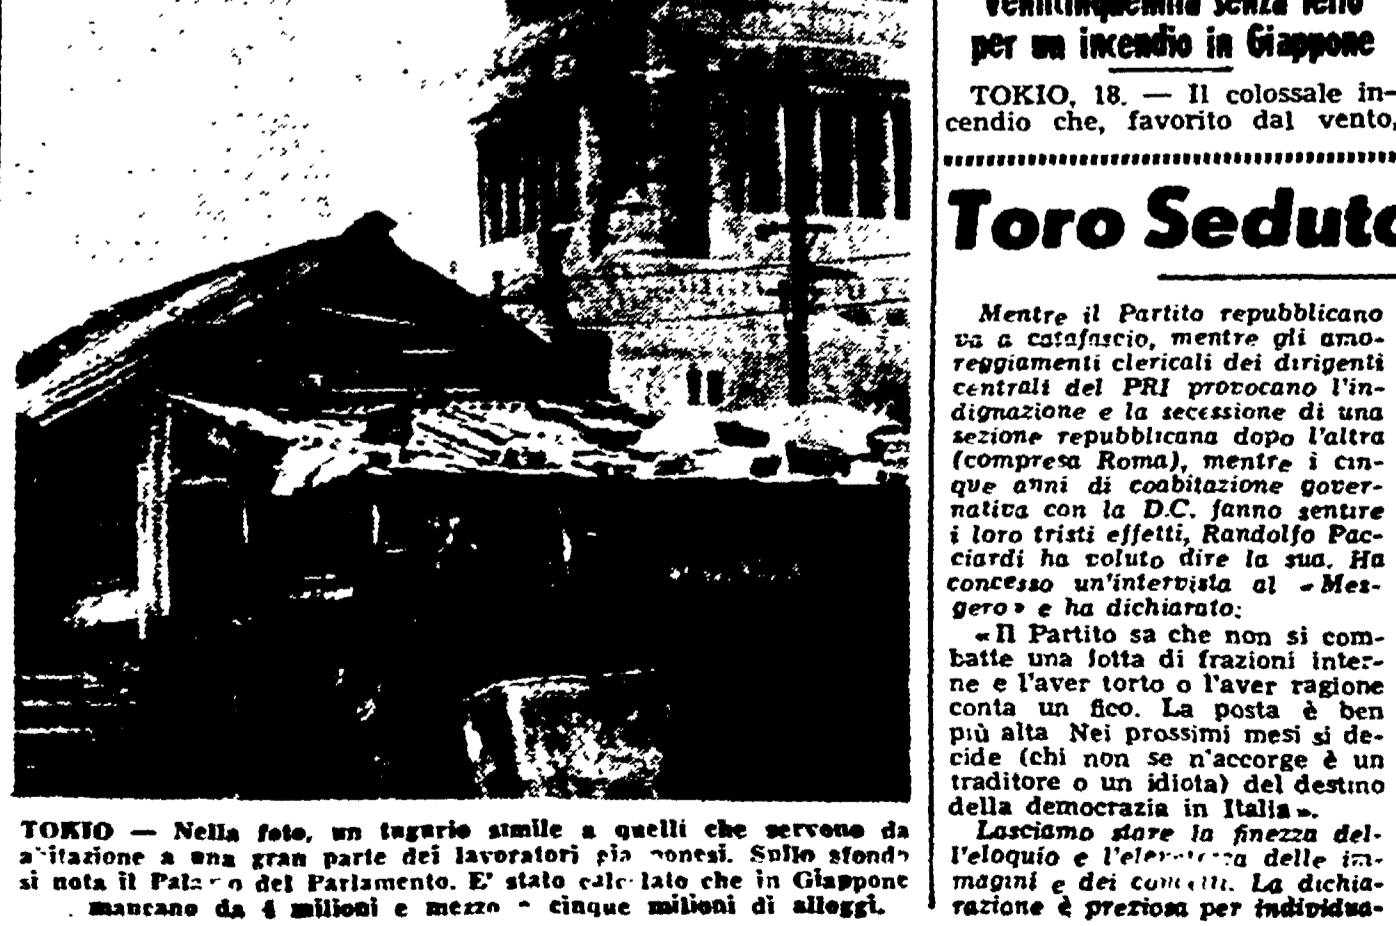 TOKIO — Nella foto, un tugurio simile a quelli che servono da
abitazione a una gran parte dei lavoratori giapponesi. Sullo sfondo
si nota il Palazzo del Parlamento. E' stato calcolato che in Giappone
mancano da 4 milioni e mezzo a cinque milioni di alloggi.
Venticinquemila senza tetto
per un incendio in Giappone
TOKIO, 18. — Il colossale in-
cendio che, favorito dal vento,
Toro Seduto
Mentre il Partito repubblicano
va a catafascio, mentre gli amo-
reggiamenti clericali dei dirigenti
centrali del PRI provocano l'in-
dignazione e la secessione di una
sezione repubblicana dopo l'altra
(compresa Roma), mentre i cin-
que anni di coabitazione gover-
nativa con la D.C. fanno sentire
i loro tristi effetti, Randolfo Pac-
ciardi ha voluto dire la sua. Ha
concesso un'intervista al «Mes-
gero» e ha dichiarato:
«Il Partito sa che non si com-
batte una lotta di frazioni inter-
ne e l'aver torto o l'aver ragione
conta un fico. La posta è ben
più alta Nei prossimi mesi si de-
cide (chi non se n'accorge è un
traditore o un idiota) del destino
della democrazia in Italia».
Lasciamo stare la finezza del-
l'eloquio e l'eleganza delle im-
magini e dei concetti. La dichia-
razione è preziosa per individua-